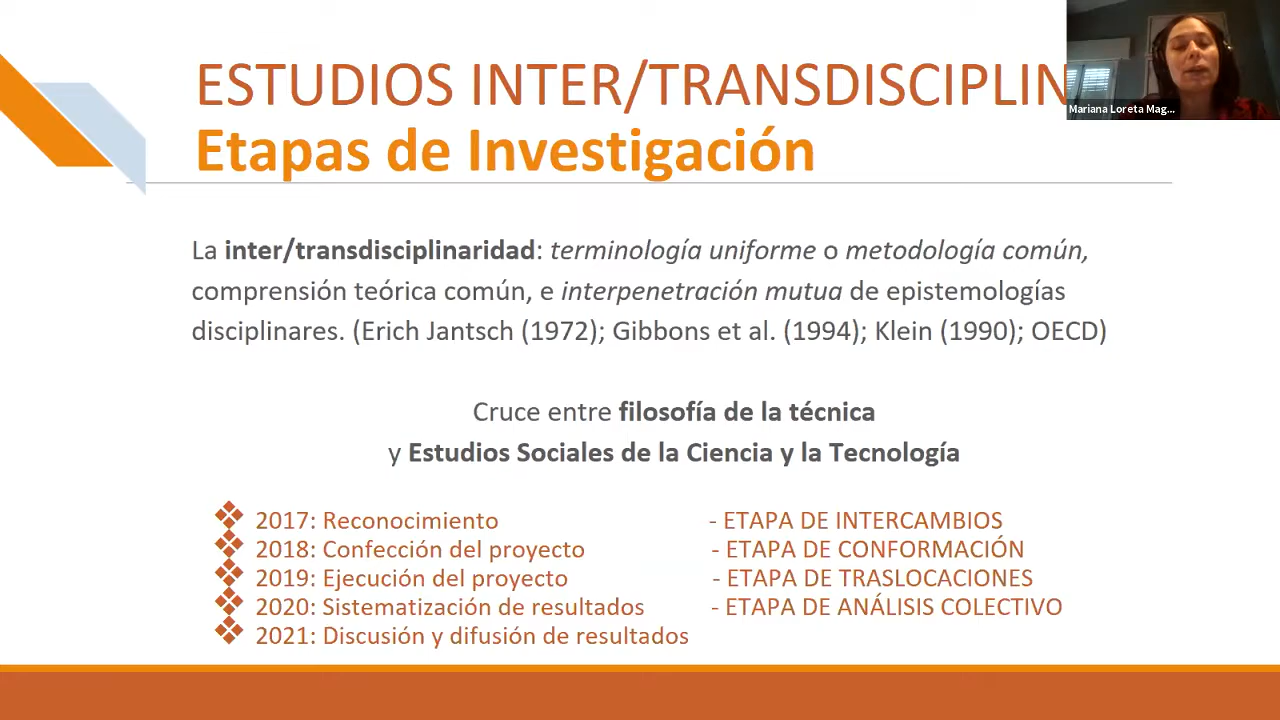 ESTUDIOS INTER/TRANSDISCIPLIN
Etapas de Investigación
Mariana Loreta Mag...
La inter/transdisciplinaridad: terminología uniforme o metodología común,
comprensión teórica común, e interpenetración mutua de epistemologías
disciplinares. (Erich Jantsch (1972); Gibbons et al. (1994); Klein (1990); OECD)
Cruce entre filosofía de la técnica
y Estudios Sociales de la Ciencia y la Tecnología
2017: Reconocimiento - ETAPA DE INTERCAMBIOS
2018: Confección del proyecto - ETAPA DE CONFORMACIÓN
2019: Ejecución del proyecto - ETAPA DE TRASLOCACIONES
2020: Sistematización de resultados - ETAPA DE ANÁLISIS COLECTIVO
2021: Discusión y difusión de resultados